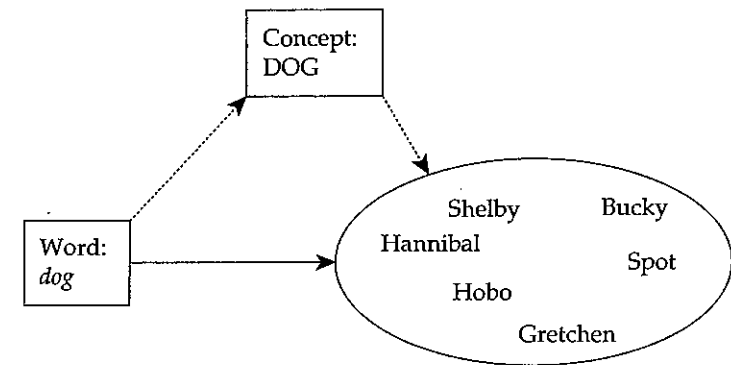 Concept:
DOG
Shelby
Bucky
Hannibal
Word:
dog
Spot
Hobo
Gretchen